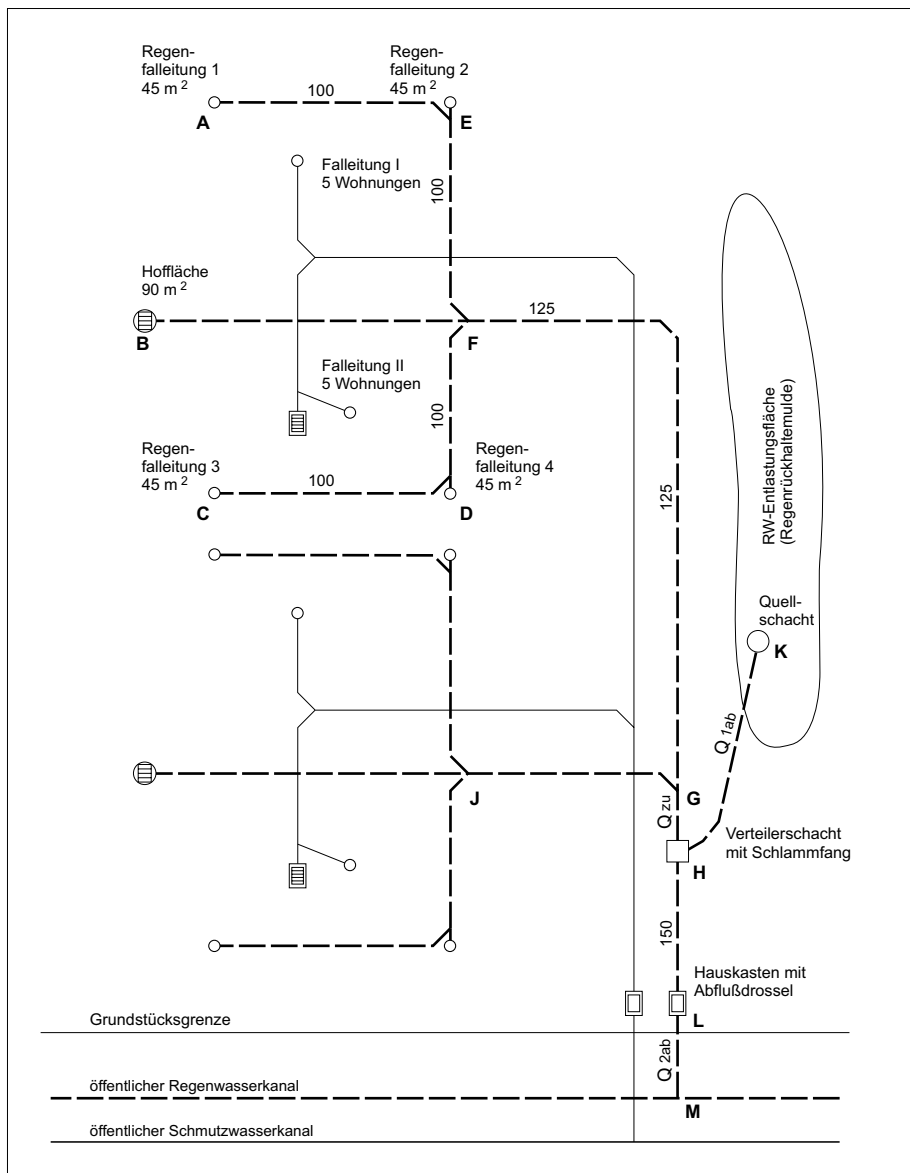 Regen-
falleitung 1
45 m²
A
100
Regen-
falleitung 2
45 m²
E
Falleitung I
5 Wohnungen
100
Hoffläche
90 m²
B
125
F
Falleitung II
5 Wohnungen
100
Regen-
falleitung 3
45 m²
C
100
Regen-
falleitung 4
45 m²
D
125
RW-Entlastungsfläche
(Regenrückhaltemulde)
Quell-
schacht
K
Q 1ab
J
G
Q zu
Verteilerschacht
mit Schlammfang
H
150
Hauskasten mit
Abflußdrossel
L
Grundstücksgrenze
Q 2ab
öffentlicher Regenwasserkanal
M
öffentlicher Schmutzwasserkanal